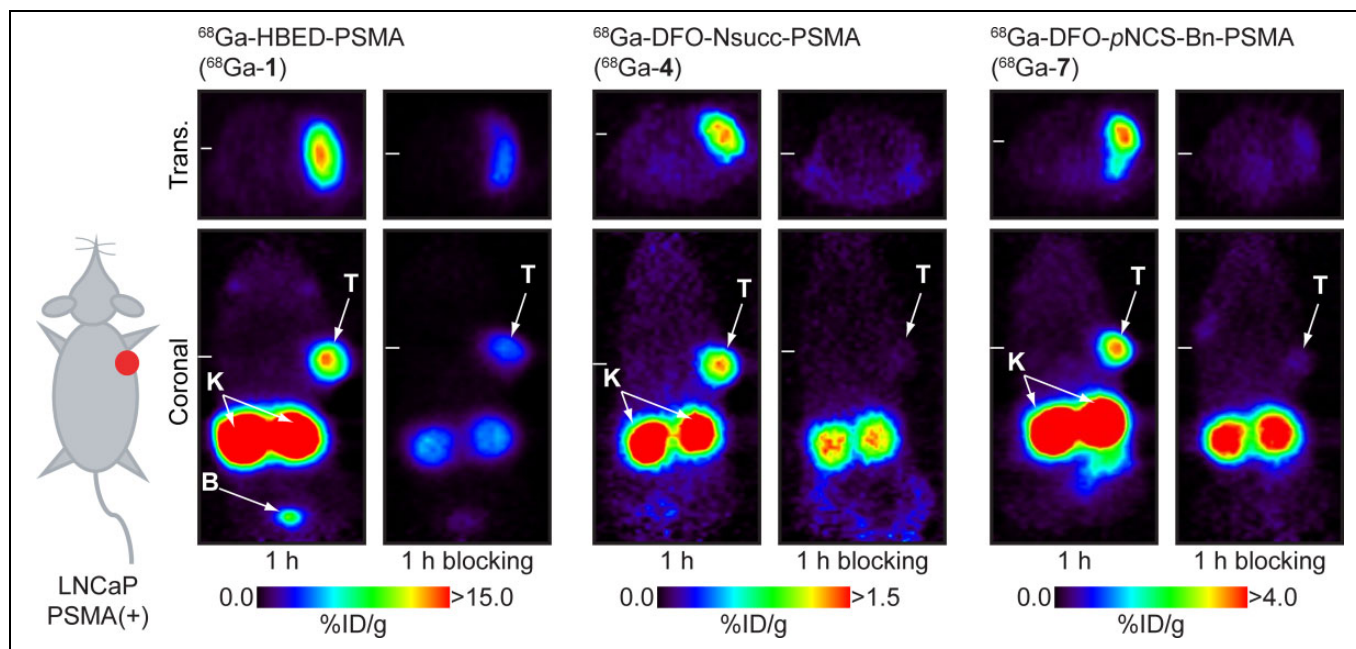 ⁶⁸Ga-HBED-PSMA
(⁶⁸Ga-1)
⁶⁸Ga-DFO-Nsucc-PSMA
(⁶⁸Ga-4)
⁶⁸Ga-DFO-pNCS-Bn-PSMA
(⁶⁸Ga-7)
Trans.
Coronal
T
K
B
T
T
K
T
T
K
T
1 h
1 h blocking
1 h
1 h blocking
1 h
1 h blocking
LNCaP
PSMA(+)
0.0
>15.0
%ID/g
0.0
>1.5
%ID/g
0.0
>4.0
%ID/g